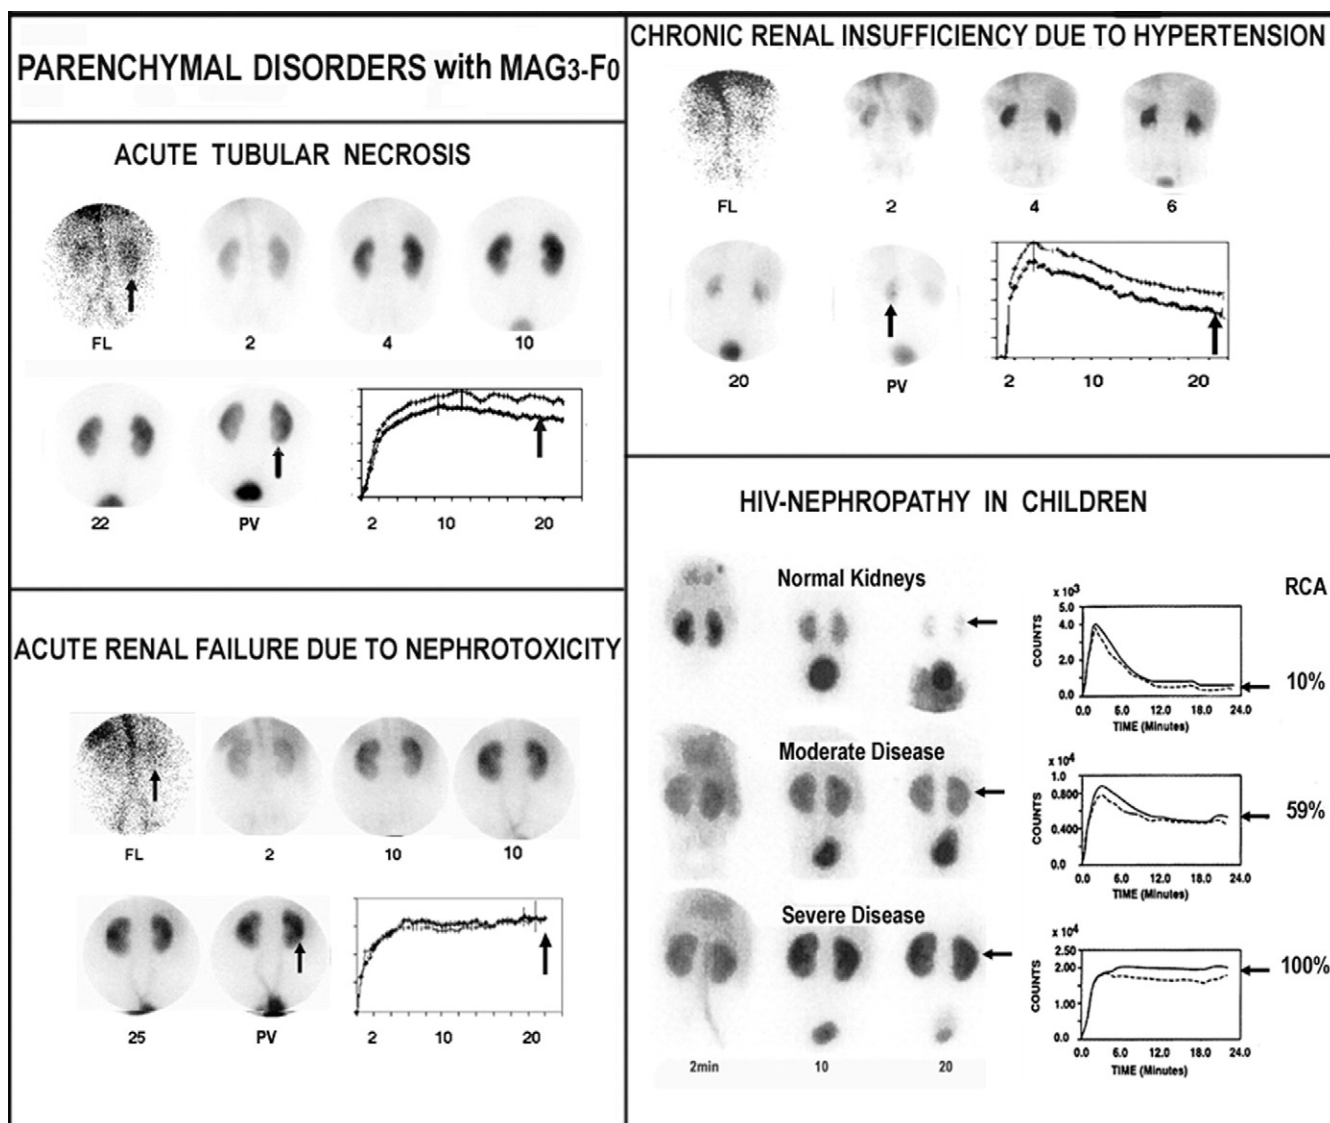 PARENCHYMAL DISORDERS with MAG3-F0
ACUTE TUBULAR NECROSIS
FL 2 4 10
22 PV 2 10 20
ACUTE RENAL FAILURE DUE TO NEPHROTOXICITY
FL 2 10 10
25 PV 2 10 20
CHRONIC RENAL INSUFFICIENCY DUE TO HYPERTENSION
FL 2 4 6
20 PV 2 10 20
HIV-NEPHROPATHY IN CHILDREN
Normal Kidneys
RCA
x 10³
5.0
4.0
2.0
0.0
COUNTS
0.0 6.0 12.0 18.0 24.0
TIME (Minutes)
10%
Moderate Disease
x 10⁴
1.0
0.800
0.400
0.0
COUNTS
0.0 6.0 12.0 18.0 24.0
TIME (Minutes)
59%
Severe Disease
x 10⁴
2.50
2.00
1.00
0.0
COUNTS
0.0 6.0 12.0 18.0 24.0
TIME (Minutes)
100%
2min 10 20